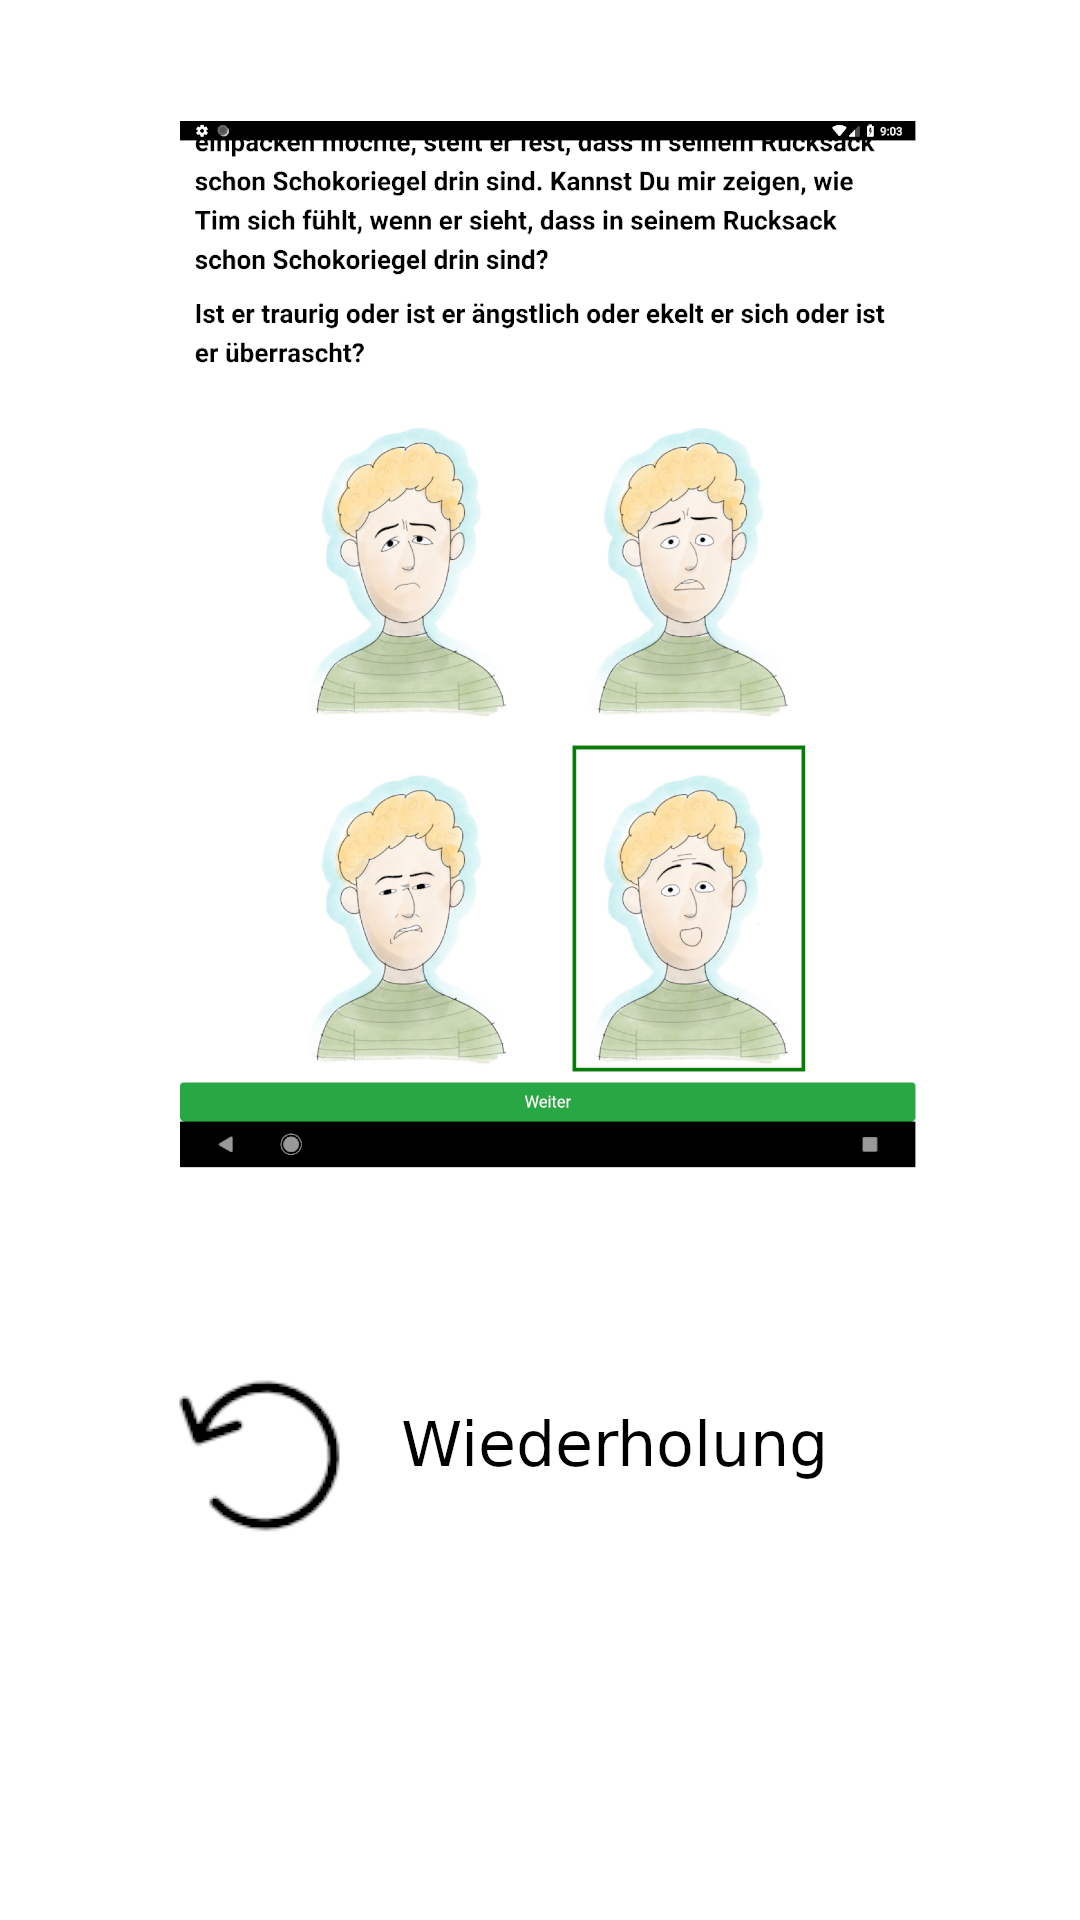 9:03
einpacken möchte, stellt er fest, dass in seinem Rucksack
schon Schokoriegel drin sind. Kannst Du mir zeigen, wie
Tim sich fühlt, wenn er sieht, dass in seinem Rucksack
schon Schokoriegel drin sind?
Ist er traurig oder ist er ängstlich oder ekelt er sich oder ist
er überrascht?
Weiter
Wiederholung